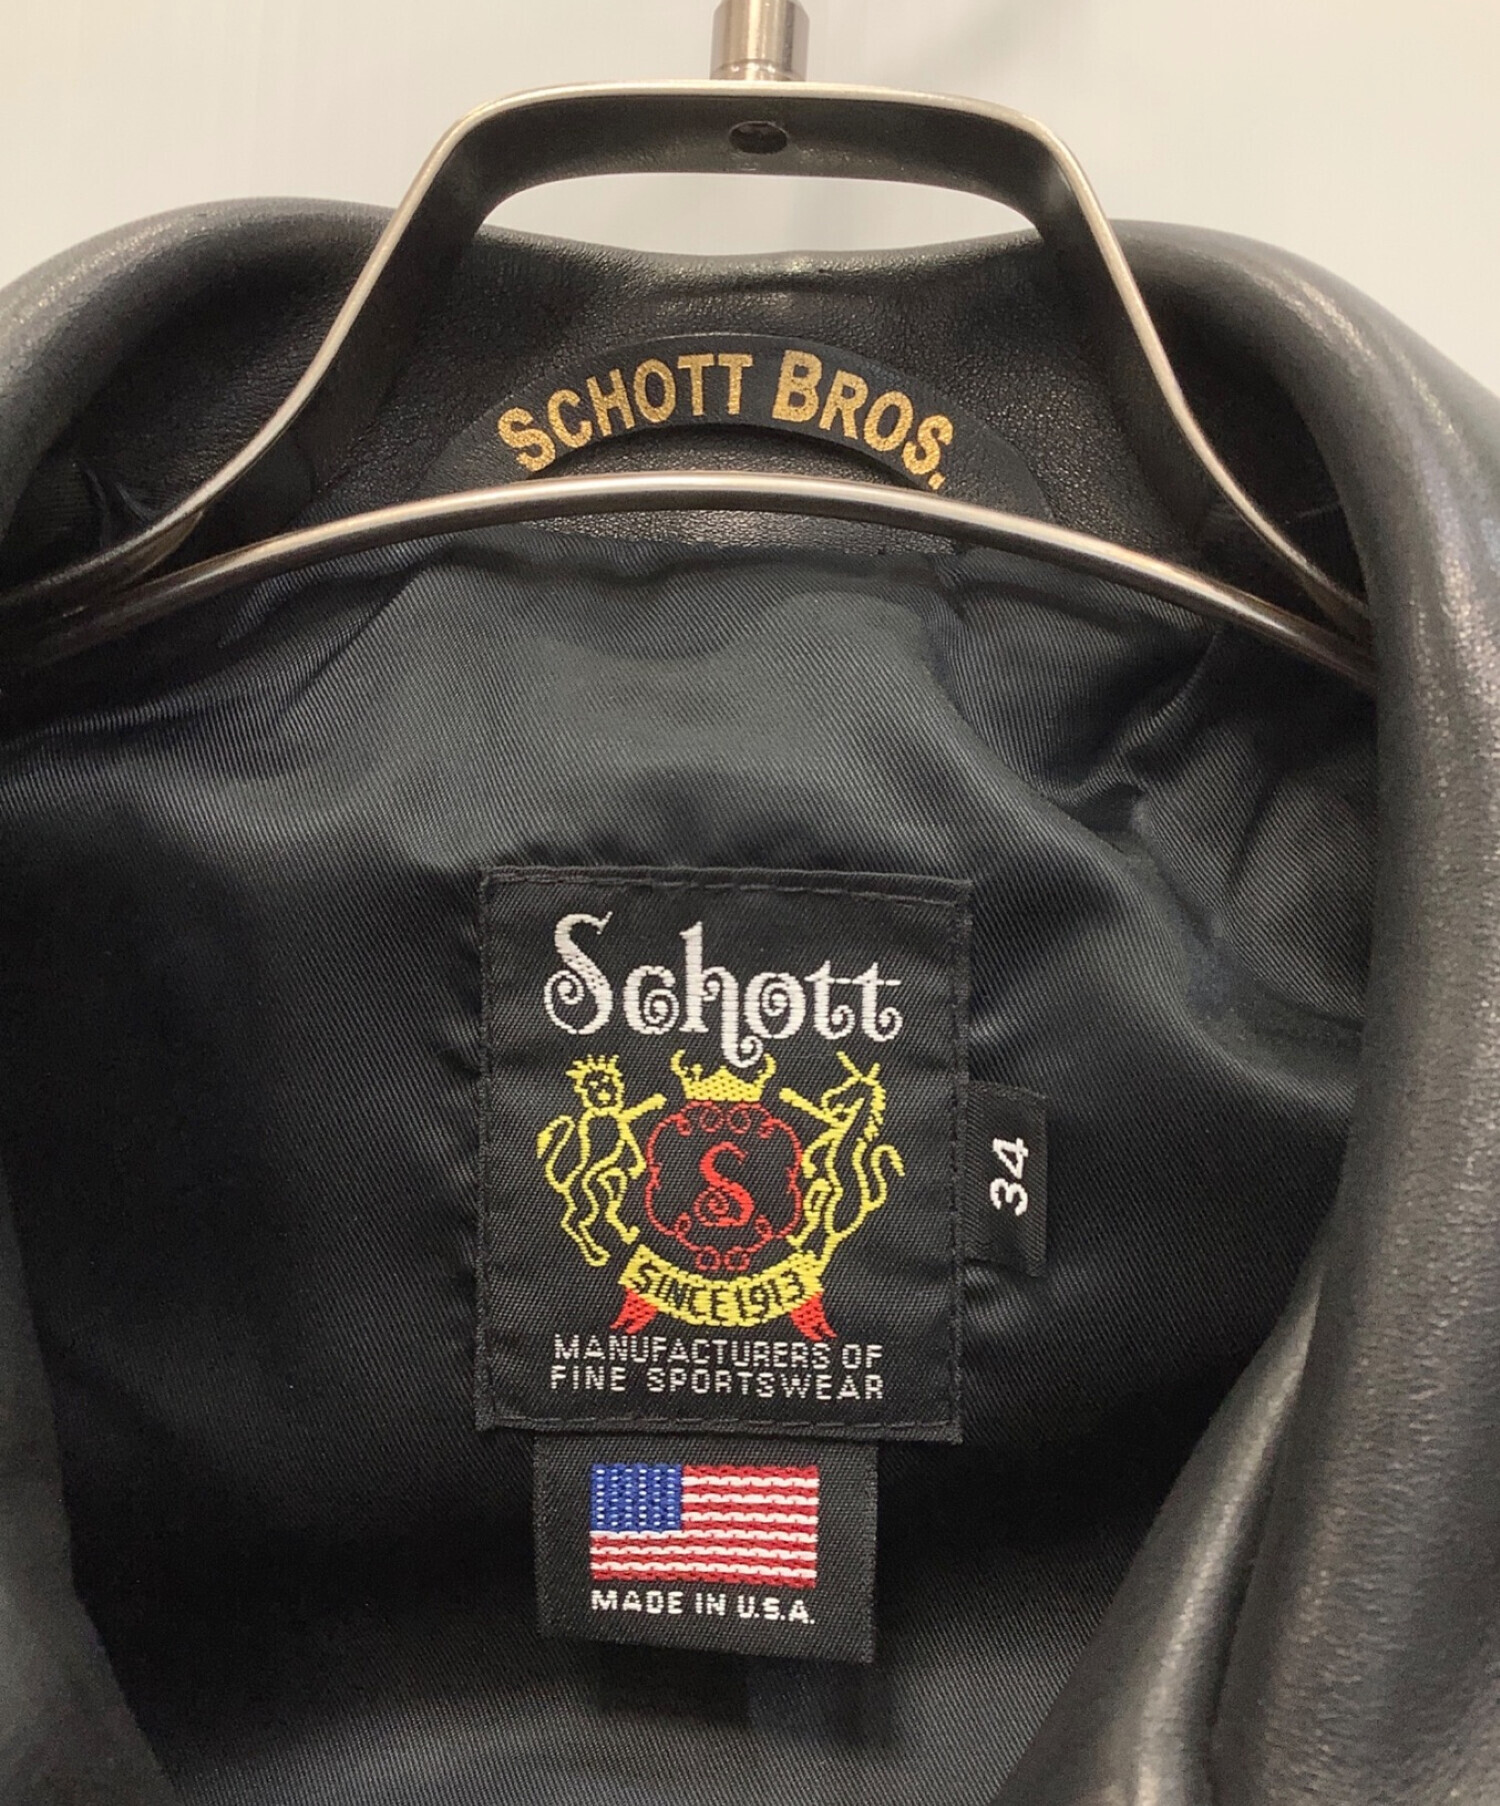 SCHOTT BROS.
Schott
S
SINCE 1913
MANUFACTURERS OF
FINE SPORTSWEAR
34
MADE IN U.S.A.